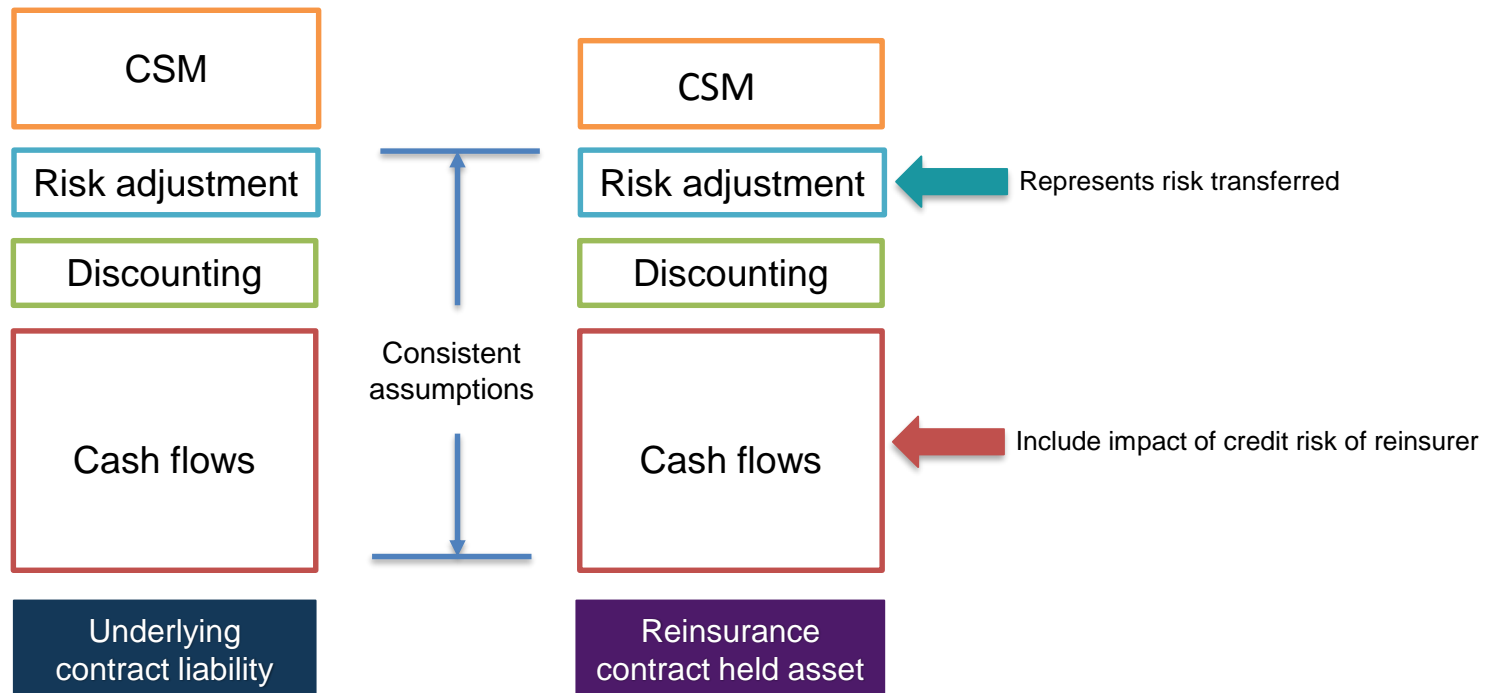 CSM
Risk adjustment
Discounting
Cash flows
Underlying
contract liability
Consistent
assumptions
CSM
Risk adjustment
Discounting
Cash flows
Reinsurance
contract held asset
Represents risk transferred
Include impact of credit risk of reinsurer